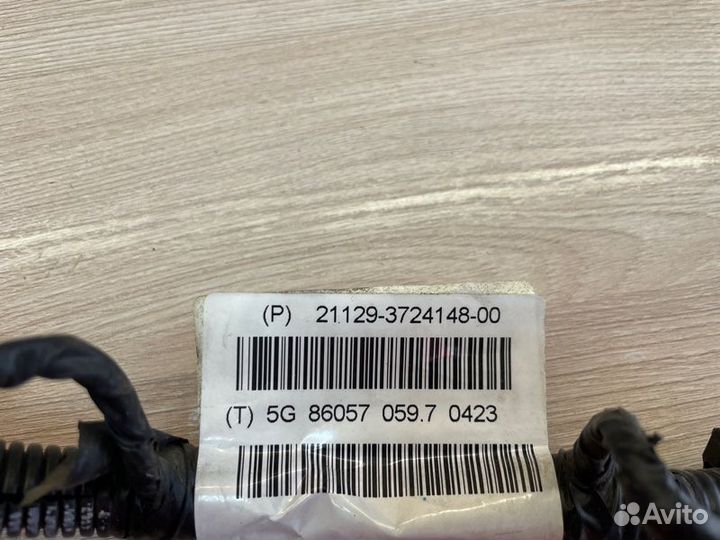 (P) 21129-3724148-00
(T) 5G 86057 059.7 0423
Avito